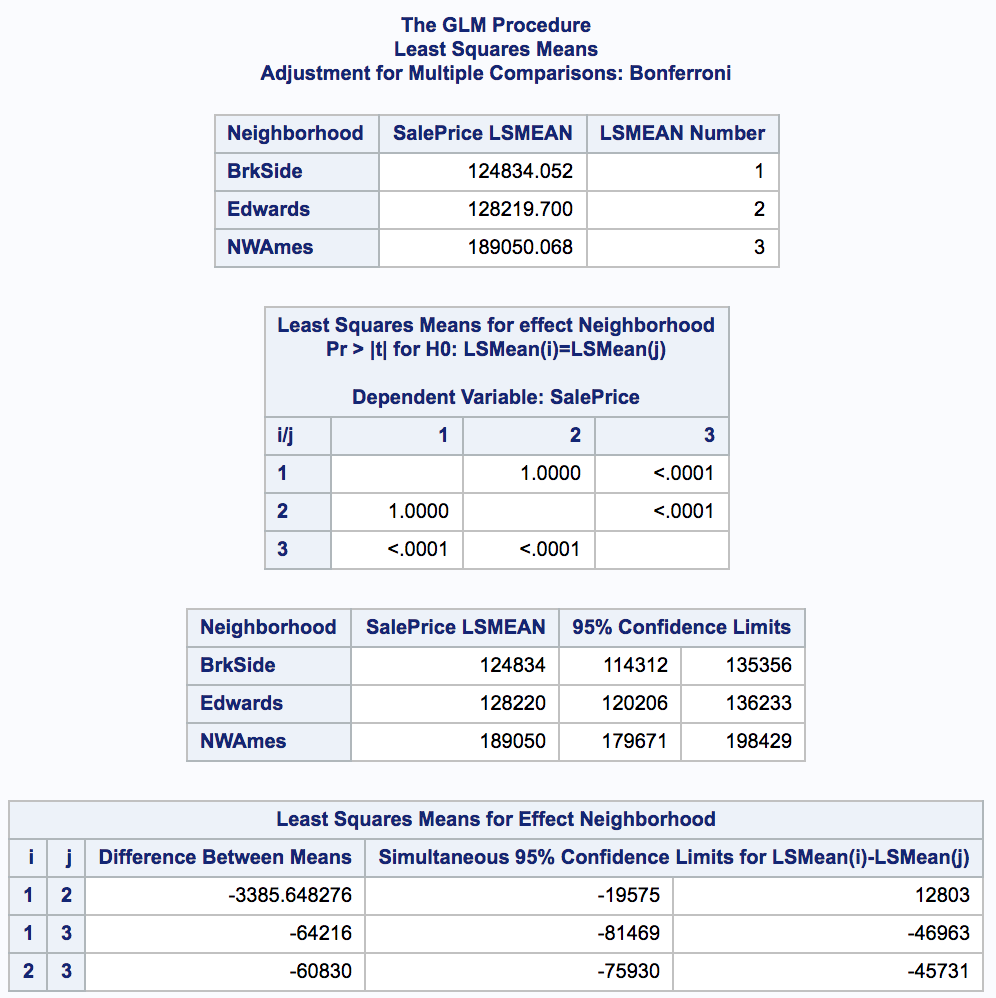 The GLM Procedure
Least Squares Means
Adjustment for Multiple Comparisons: Bonferroni
Neighborhood SalePrice LSMEAN LSMEAN Number
BrkSide 124834.052 1
Edwards 128219.700 2
NWAmes 189050.068 3
Least Squares Means for effect Neighborhood
Pr > |t| for H0: LSMean(i)=LSMean(j)
Dependent Variable: SalePrice
i/j 1 2 3
1 1.0000 <.0001
2 1.0000 <.0001
3 <.0001 <.0001
Neighborhood SalePrice LSMEAN 95% Confidence Limits
BrkSide 124834 114312 135356
Edwards 128220 120206 136233
NWAmes 189050 179671 198429
Least Squares Means for Effect Neighborhood
i j Difference Between Means Simultaneous 95% Confidence Limits for LSMean(i)-LSMean(j)
1 2 -3385.648276 -19575 12803
1 3 -64216 -81469 -46963
2 3 -60830 -75930 -45731